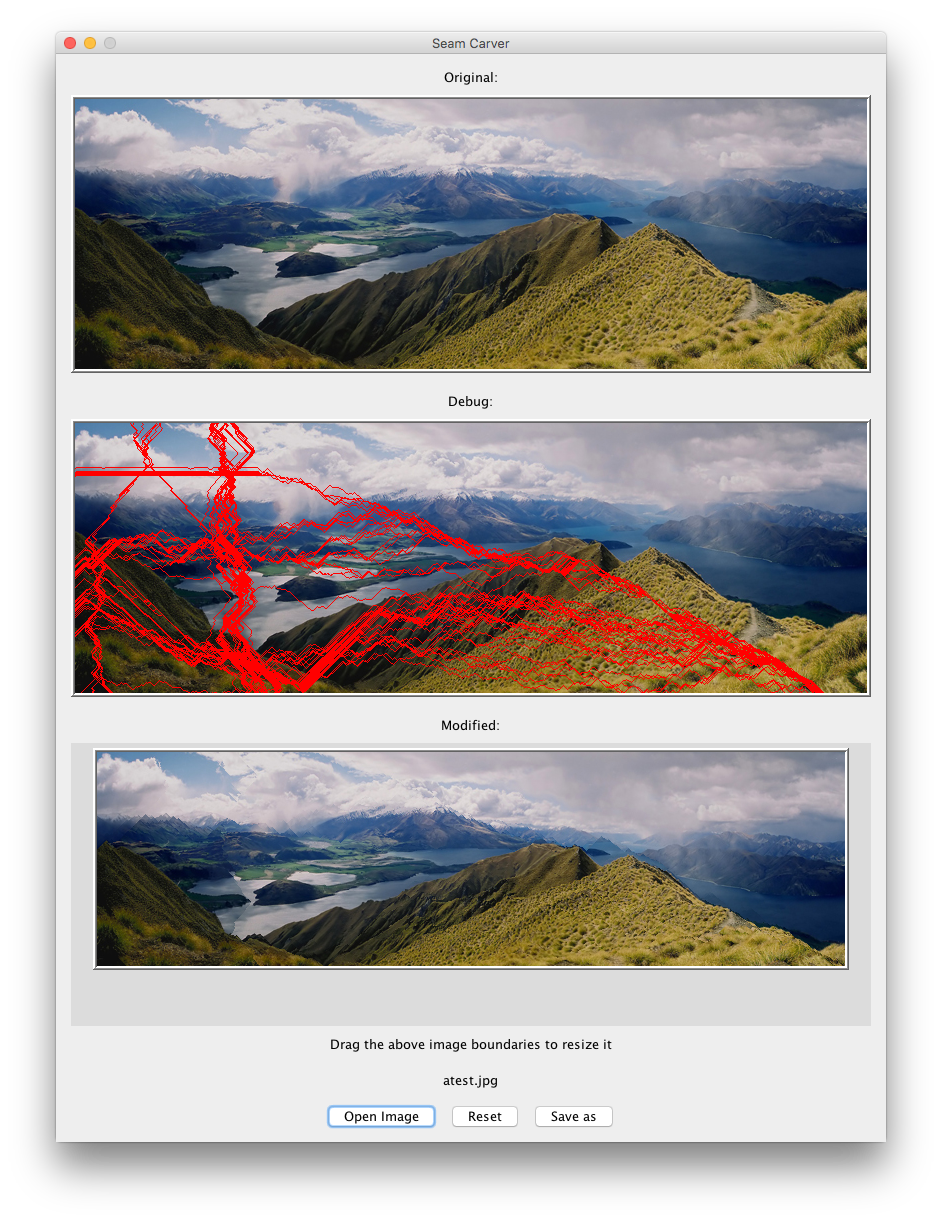 Seam Carver
Original:
Debug:
Modified:
Drag the above image boundaries to resize it
atest.jpg
Open Image
Reset
Save as